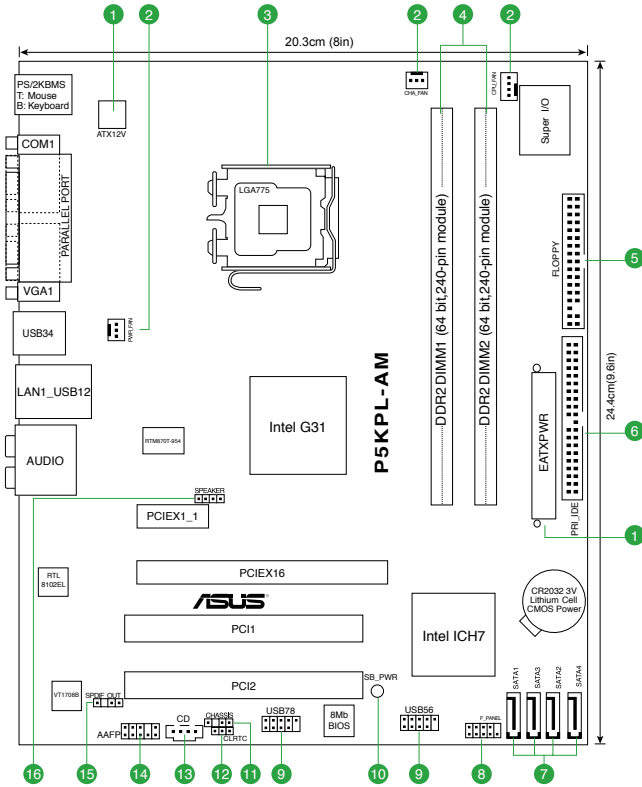 1
2
3
2
4
2
20.3cm (8in)
PS/2KBMS
T: Mouse
B: Keyboard
ATX12V
CHA_FAN
CPU_FAN
Super I/O
COM1
PARALLEL PORT
VGA1
LGA775
DDR2 DIMM1 (64 bit,240-pin module)
DDR2 DIMM2 (64 bit,240-pin module)
FLOPPY
5
24.4cm(9.6in)
USB34
PWR_FAN
LAN1_USB12
Intel G31
P5KPL-AM
EATXPWR
PRI_IDE
6
AUDIO
RTM870T-954
SPEAKER
16
PCIEX1_1
1
RTL
8102EL
PCIEX16
ASUS
CR2032 3V
Lithium Cell
CMOS Power
PCI1
Intel ICH7
PCI2
SB_PWR
SATA1
SATA3
SATA2
SATA4
VT1708B
SPDIF_OUT
AAFP
CD
CHASSIS
CLRTC
USB78
8Mb
BIOS
USB56
F_PANEL
15
14
13
12
11
9
10
9
8
7